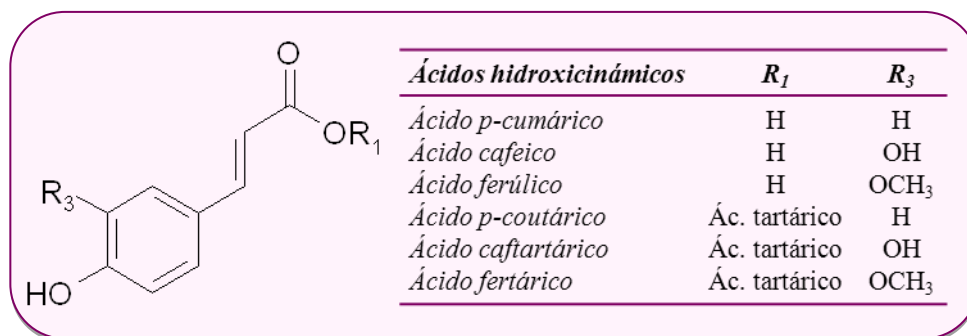 O
OR₁
R₃
HO
Ácidos hidroxicinámicos R₁ R₃
Ácido p-cumárico H H
Ácido cafeico H OH
Ácido ferúlico H OCH₃
Ácido p-coutárico Ác. tartárico H
Ácido caftartárico Ác. tartárico OH
Ácido fertárico Ác. tartárico OCH₃